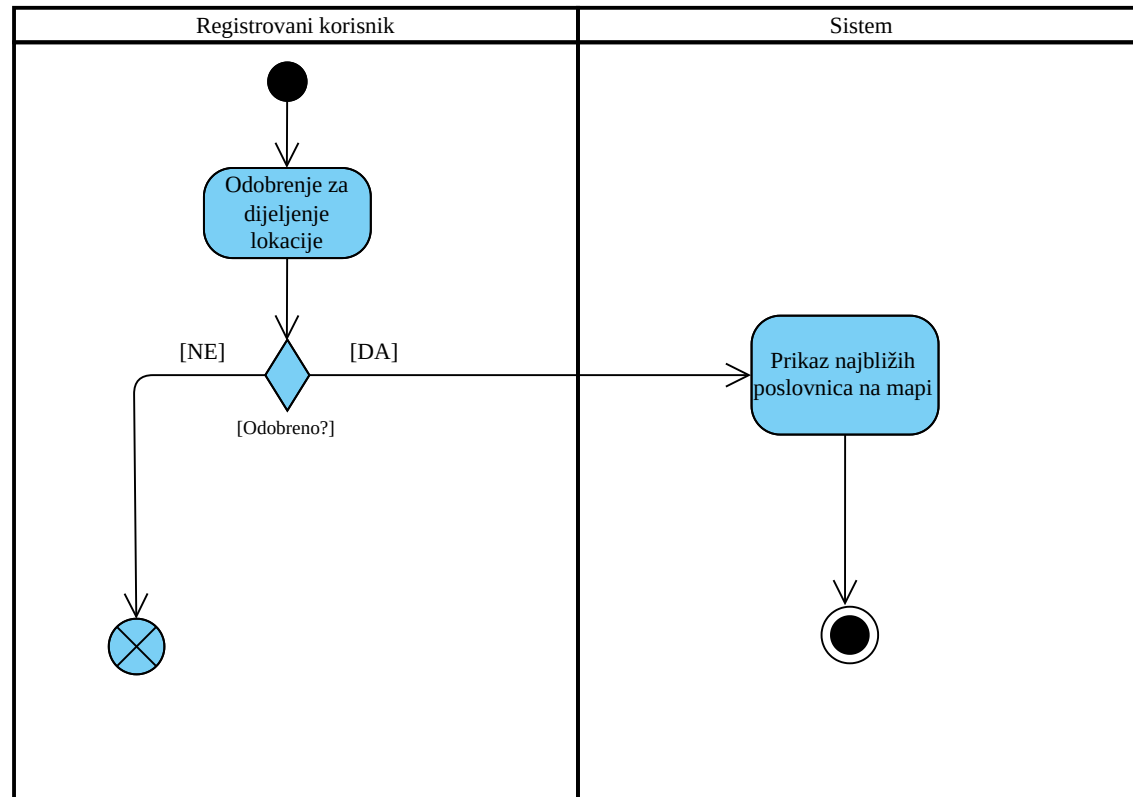 Registrovani korisnik
Sistem
Odobrenje za
dijeljenje
lokacije
[NE]
[DA]
[Odobreno?]
Prikaz najbližih
poslovnica na mapi